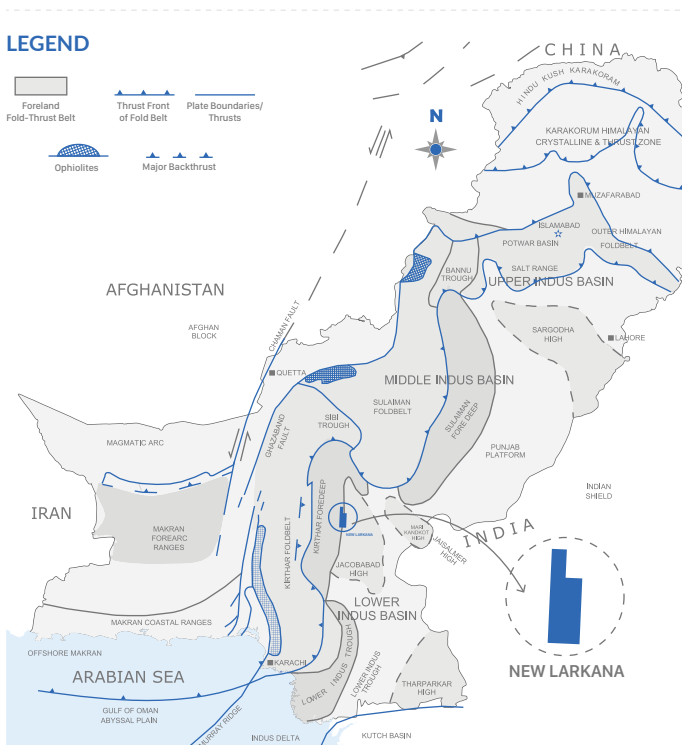 LEGEND
Foreland
Fold-Thrust Belt
Thrust Front
of Fold Belt
Plate Boundaries/
Thrusts
Ophiolites
Major Backthrust
N
CHINA
HINDU KUSH KARAKORAM
KARAKORUM HIMALAYAN
CRYSTALLINE & THRUST ZONE
MUZAFARABAD
ISLAMABAD
POTWAR BASIN
OUTER HIMALAYAN
FOLDBELT
BANNU
TROUGH
SALT RANGE
UPPER INDUS BASIN
AFGHANISTAN
AFGHAN
BLOCK
CHAMAN FAULT
SARGODHA
HIGH
LAHORE
QUETTA
MIDDLE INDUS BASIN
SULAIMAN
FOLDBELT
SULAIMAN
FORE DEEP
SIBI
TROUGH
GHAZABAND
FAULT
MAGMATIC ARC
PUNJAB
PLATFORM
INDIAN
SHIELD
IRAN
MAKRAN
FOREARC
RANGES
KIRTHAR FOLDBELT
KIRTHAR FOREDEEP
NEW LARKANA
MARI
KANDKOT
HIGH
JAISALMER
HIGH
INDIA
JACOBABAD
HIGH
LOWER
INDUS BASIN
MAKRAN COASTAL RANGES
NEW LARKANA
OFFSHORE MAKRAN
KARACHI
ARABIAN SEA
LOWER INDUS TROUGH
LOWER INDUS
TROUGH
THARPARKAR
HIGH
GULF OF OMAN
ABYSSAL PLAIN
MURRAY RIDGE
INDUS DELTA
KUTCH BASIN